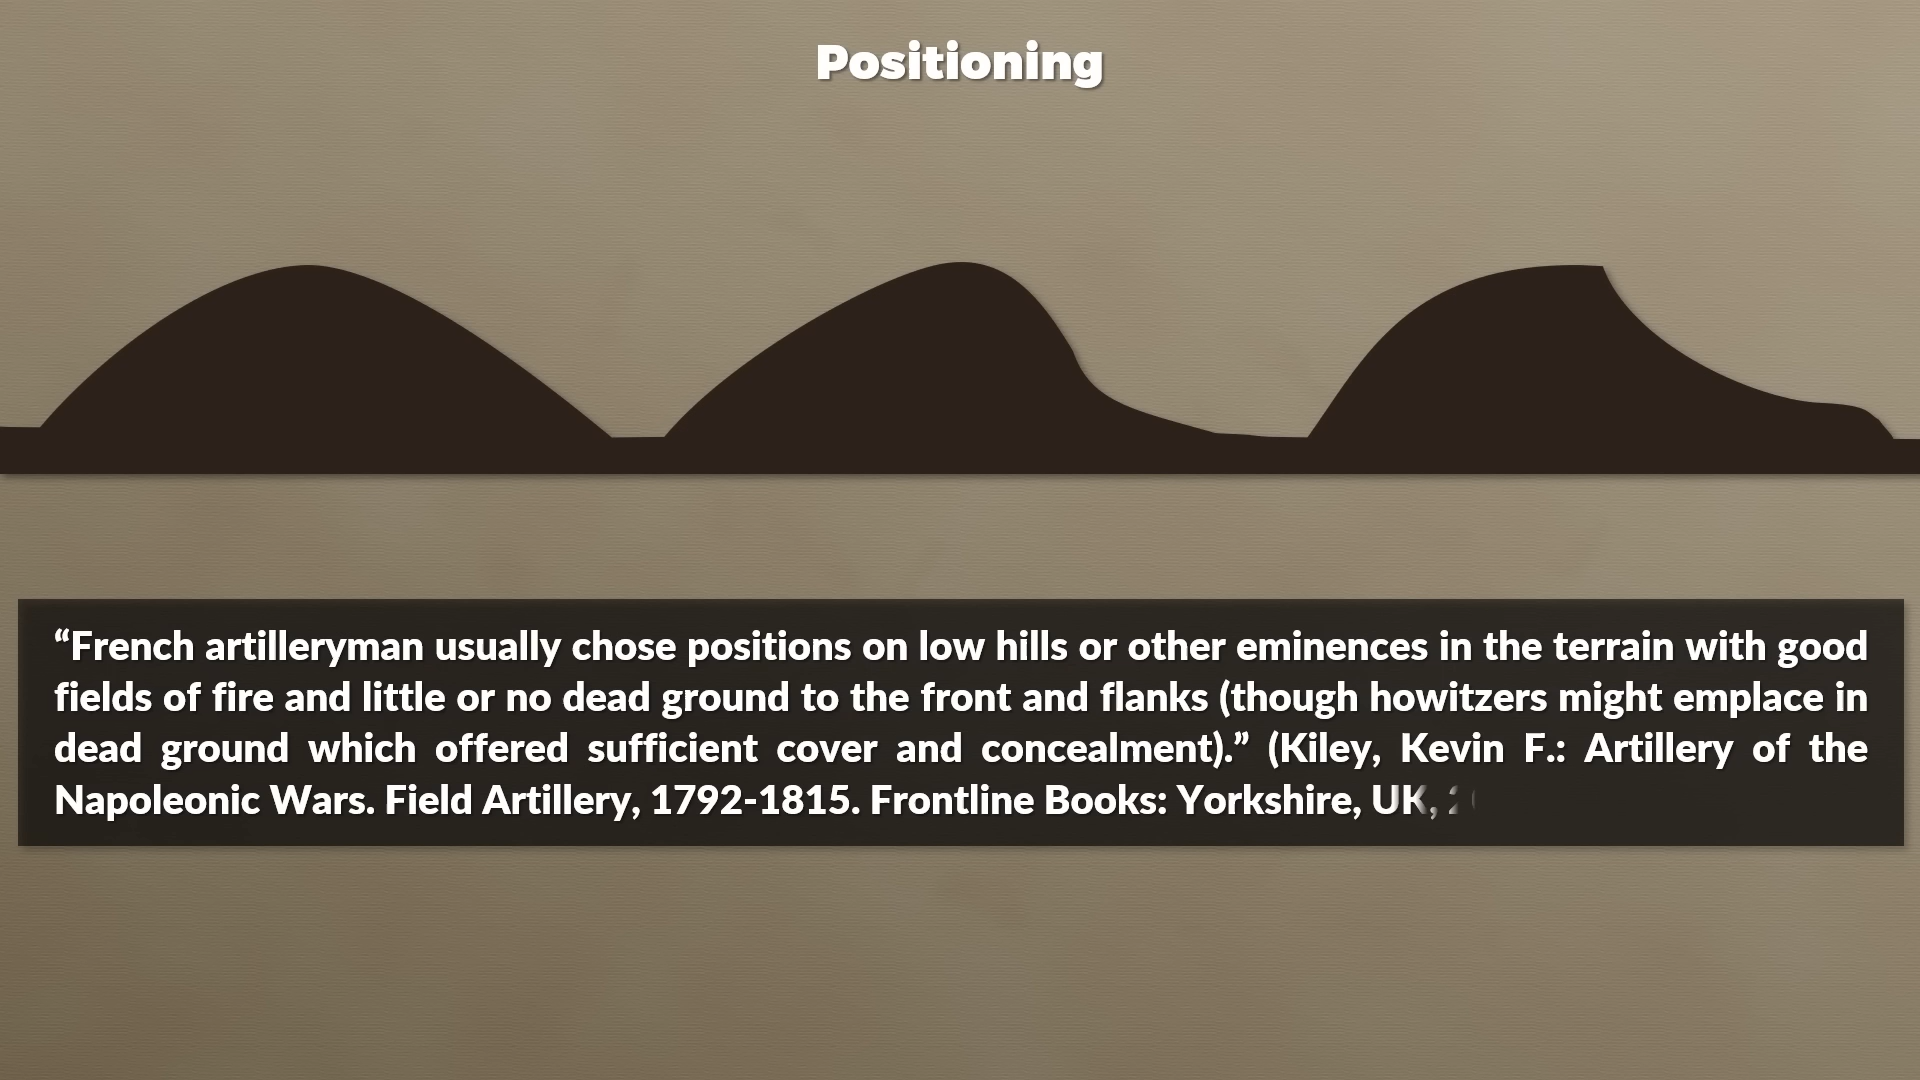 Positioning
“French artilleryman usually chose positions on low hills or other eminences in the terrain with good
fields of fire and little or no dead ground to the front and flanks (though howitzers might emplace in
dead ground which offered sufficient cover and concealment).” (Kiley, Kevin F.: Artillery of the
Napoleonic Wars. Field Artillery, 1792-1815. Frontline Books: Yorkshire, UK,